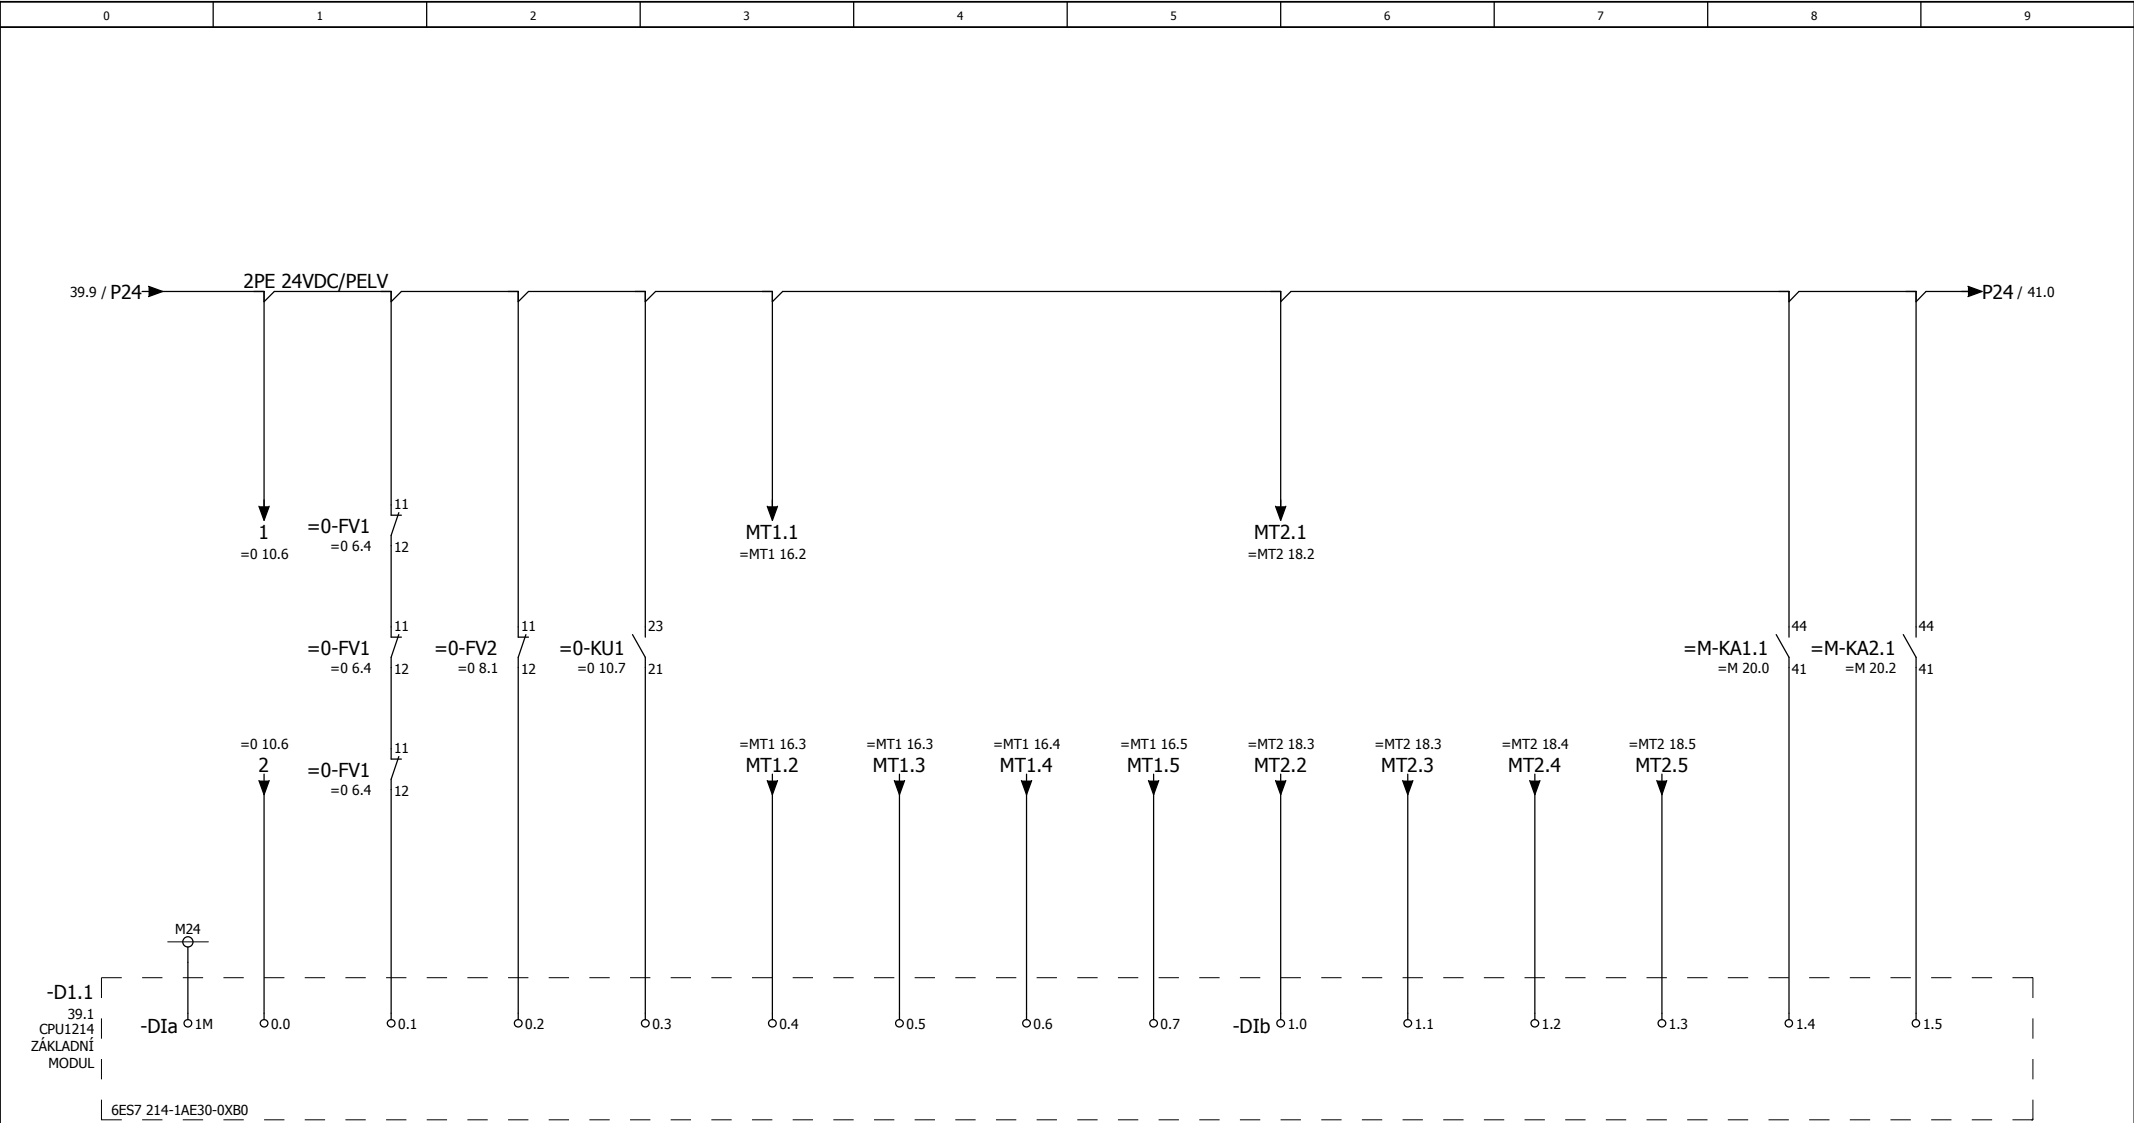 0 1 2 3 4 5 6 7 8 9
39.9 / P24 2PE 24VDC/PELV P24 / 41.0
11
1 =0-FV1 MT1.1 MT2.1
=0 10.6 =0 6.4 12 =MT1 16.2 =MT2 18.2
11 11 23 44 44
=0-FV1 =0-FV2 =0-KU1 =M-KA1.1 =M-KA2.1
=0 6.4 12 =0 8.1 12 =0 10.7 21 =M 20.0 41 =M 20.2 41
=0 10.6 11 =MT1 16.3 =MT1 16.3 =MT1 16.4 =MT1 16.5 =MT2 18.3 =MT2 18.3 =MT2 18.4 =MT2 18.5
2 =0-FV1 MT1.2 MT1.3 MT1.4 MT1.5 MT2.2 MT2.3 MT2.4 MT2.5
=0 6.4 12
M24
-D1.1
39.1
CPU1214
ZÁKLADNÍ
MODUL
-DIa 1M 0.0 0.1 0.2 0.3 0.4 0.5 0.6 0.7 -DIb 1.0 1.1 1.2 1.3 1.4 1.5
6ES7 214-1AE30-0XB0